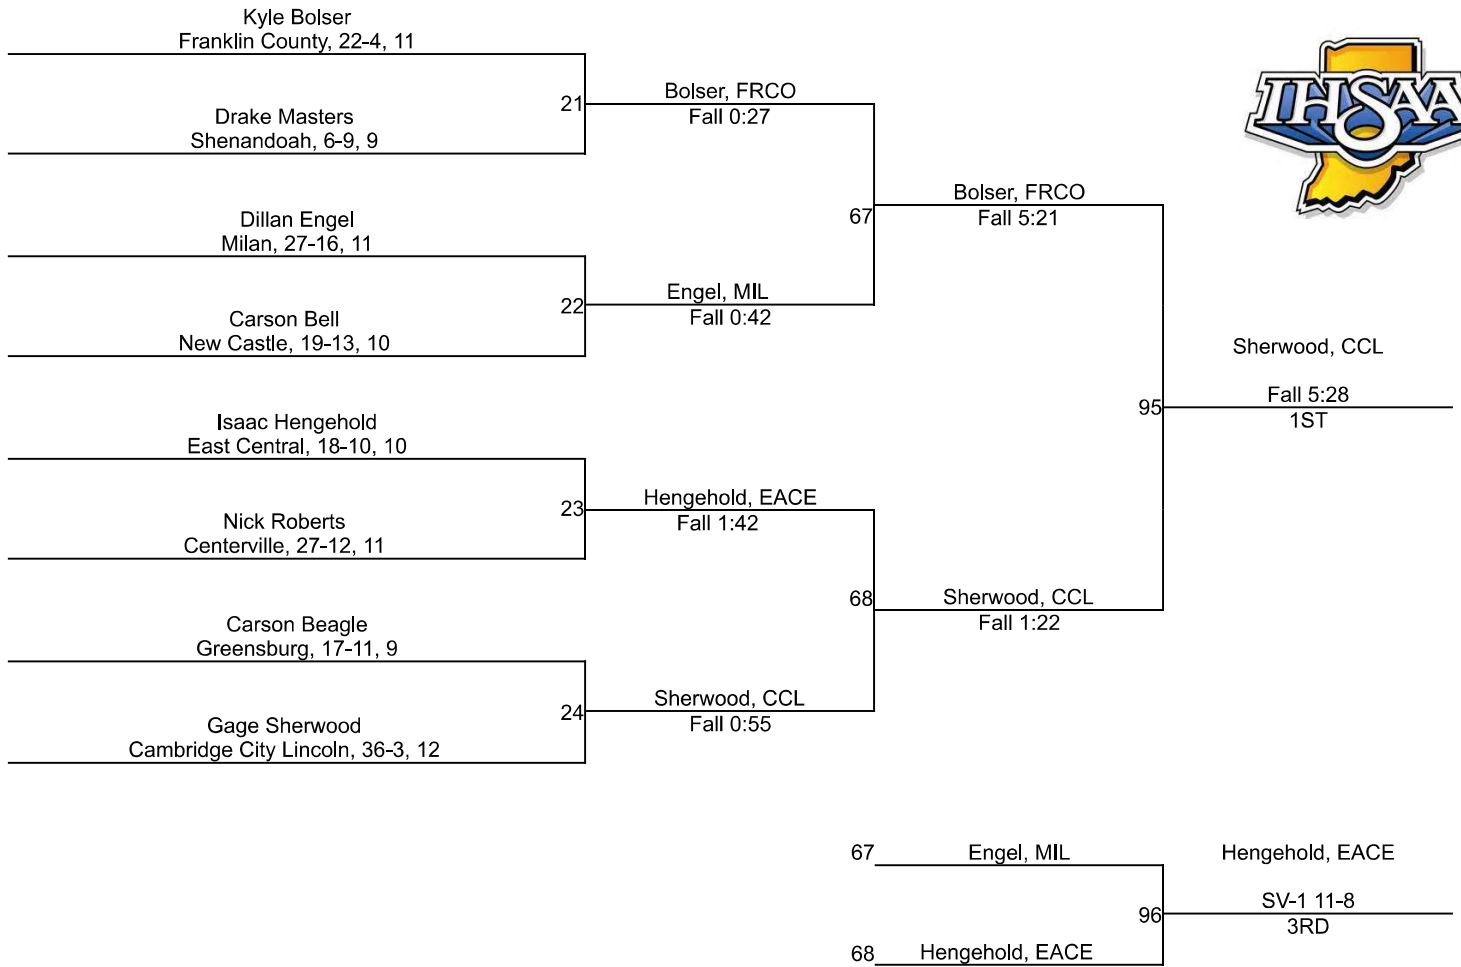 Kyle Bolser
Franklin County, 22-4, 11
Drake Masters
Shenandoah, 6-9, 9
Dillan Engel
Milan, 27-16, 11
Carson Bell
New Castle, 19-13, 10
Isaac Hengehold
East Central, 18-10, 10
Nick Roberts
Centerville, 27-12, 11
Carson Beagle
Greensburg, 17-11, 9
Gage Sherwood
Cambridge City Lincoln, 36-3, 12
21
Bolser, FRCO
Fall 0:27
22
Engel, MIL
Fall 0:42
23
Hengehold, EACE
Fall 1:42
24
Sherwood, CCL
Fall 0:55
67
Bolser, FRCO
Fall 5:21
68
Sherwood, CCL
Fall 1:22
IHSAA
95
Sherwood, CCL
Fall 5:28
1ST
67
Engel, MIL
68
Hengehold, EACE
96
Hengehold, EACE
SV-1 11-8
3RD